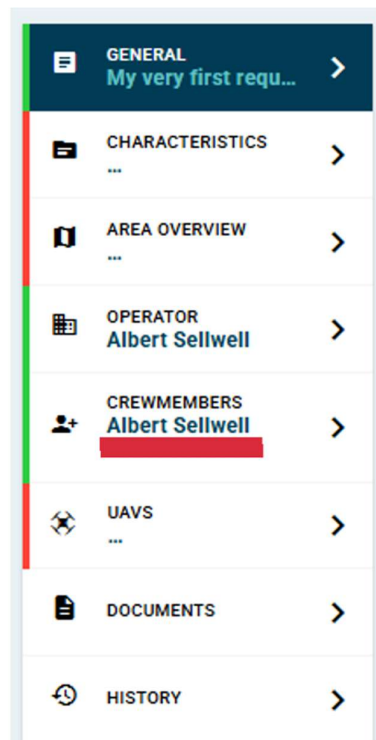 GENERAL
My very first requ...
CHARACTERISTICS
...
AREA OVERVIEW
...
OPERATOR
Albert Sellwell
CREWMEMBERS
Albert Sellwell
UAVS
...
DOCUMENTS
HISTORY